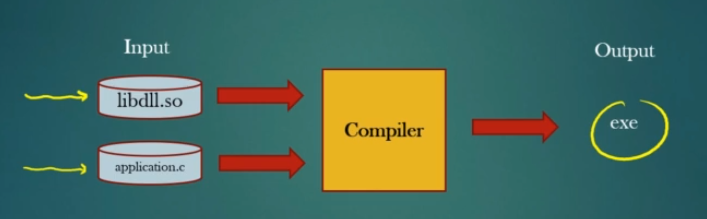 Input
Output
libdll.so
exe
Compiler
application.c